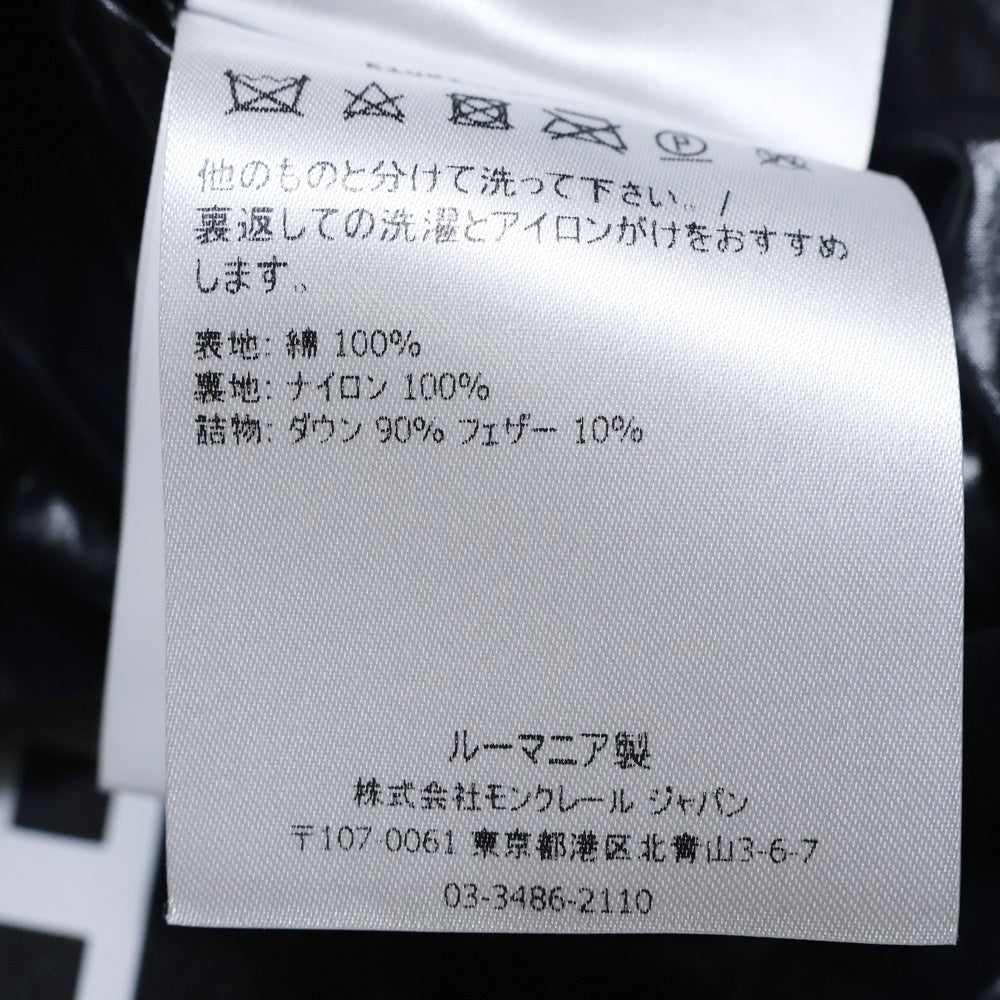 他のものと分けて洗って下さい。/
裏返しての洗濯とアイロンがけをおすすめ
します。
表地: 綿 100%
裏地: ナイロン 100%
詰物: ダウン 90% フェザー 10%
ルーマニア製
株式会社モンクレール ジャパン
〒107-0061 東京都港区北青山3-6-7
03-3486-2110